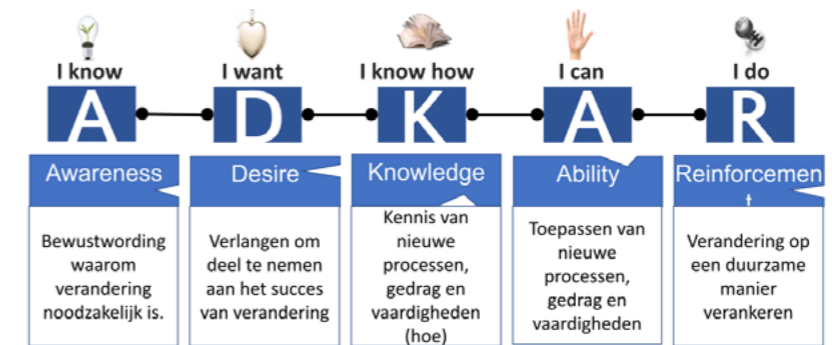 I know
I want
I know how
I can
I do
A
D
K
A
R
Awareness
Desire
Knowledge
Ability
Reinforcemen
t
Bewustwording
waarom
verandering
noodzakelijk is.
Verlangen om
deel te nemen
aan het succes
van verandering
Kennis van
nieuwe
processen,
gedrag en
vaardigheden
(hoe)
Toepassen van
nieuwe
processen,
gedrag en
vaardigheden
Verandering op
een duurzame
manier
verankeren